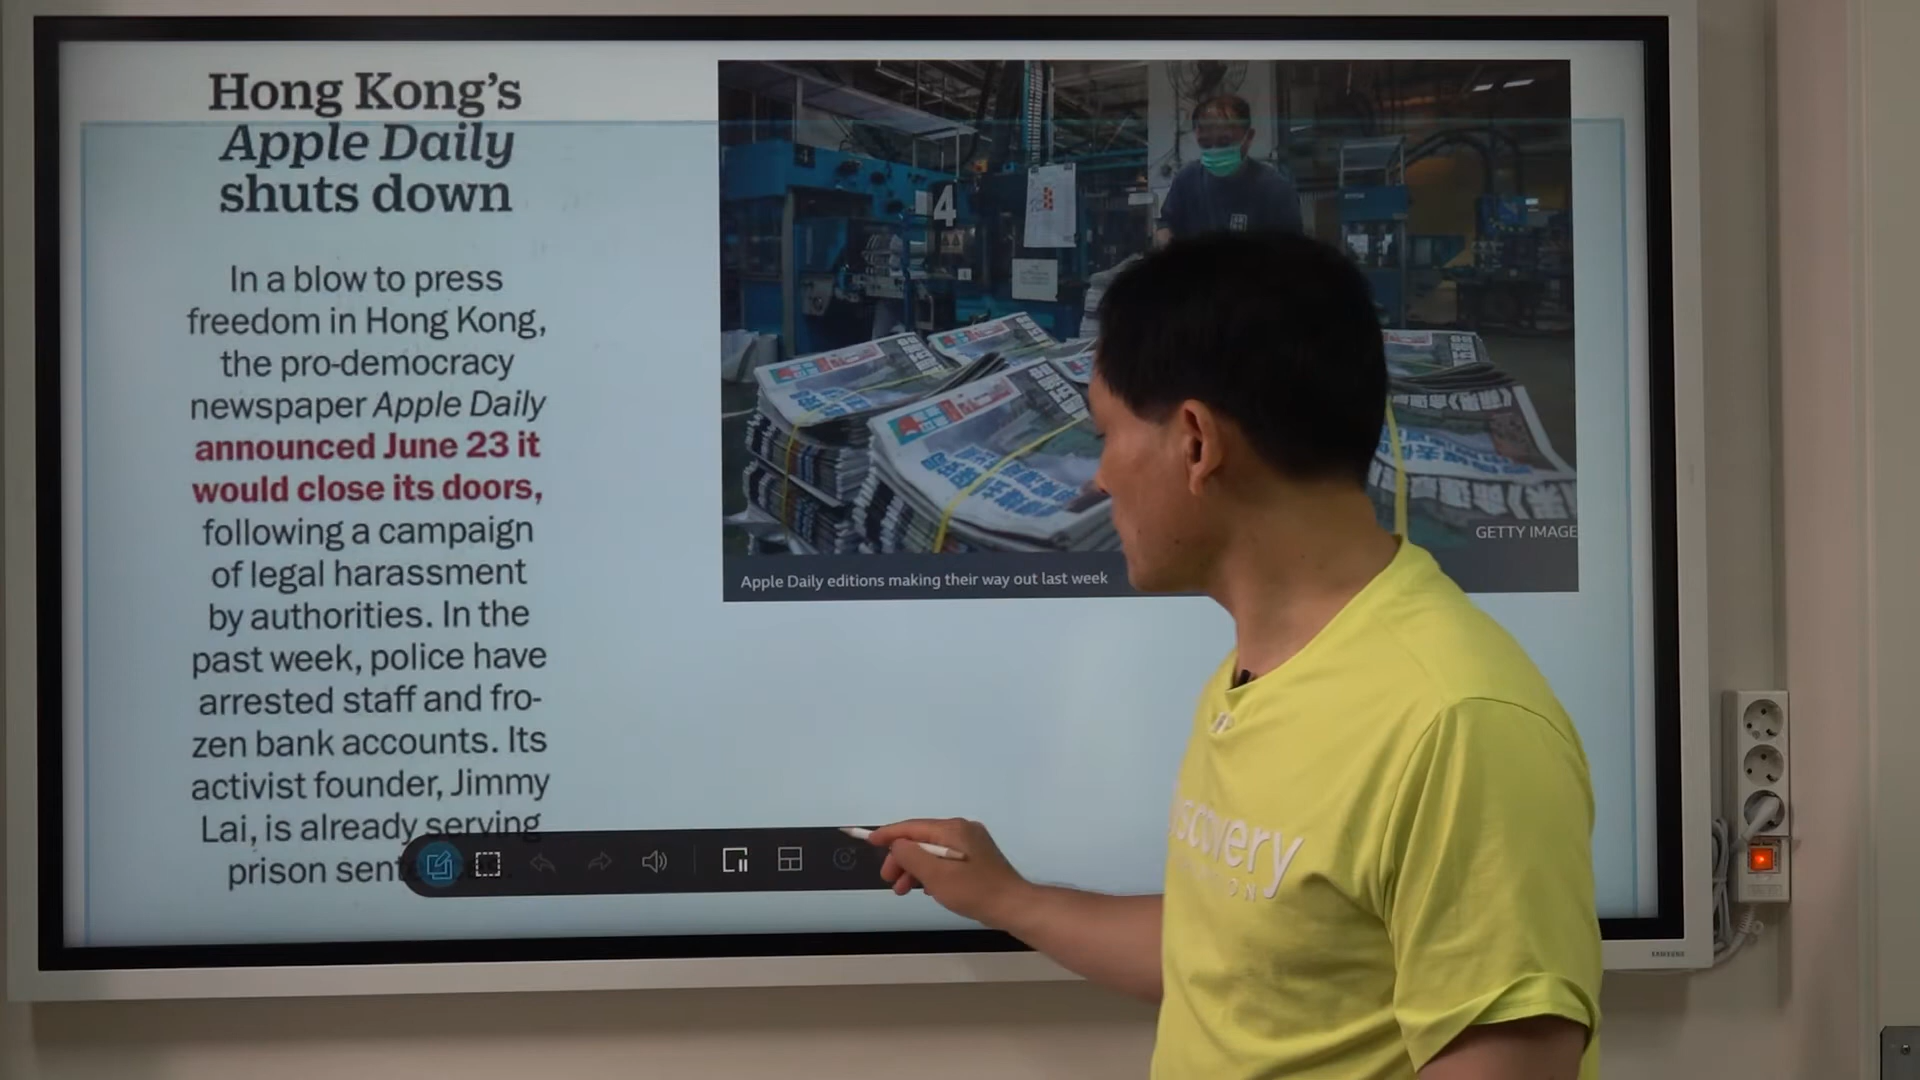 Hong Kong's
Apple Daily
shuts down
In a blow to press
freedom in Hong Kong,
the pro-democracy
newspaper Apple Daily
announced June 23 it
would close its doors,
following a campaign
of legal harassment
by authorities. In the
past week, police have
arrested staff and fro-
zen bank accounts. Its
activist founder, Jimmy
Lai, is already serving
prison sent
4
GETTY IMAGE
Apple Daily editions making their way out last week
scovery
SAMSUNG